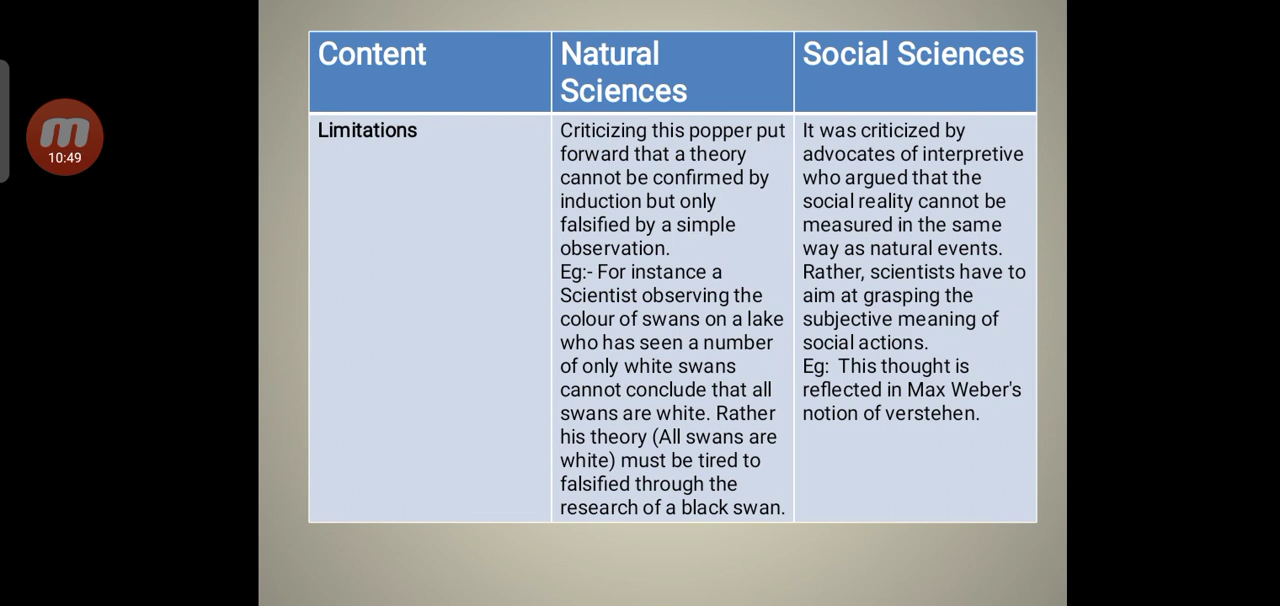 Content
Natural
Sciences
Social Sciences
Limitations
Criticizing this popper put
forward that a theory
cannot be confirmed by
induction but only
falsified by a simple
observation.
Eg:- For instance a
Scientist observing the
colour of swans on a lake
who has seen a number
of only white swans
cannot conclude that all
swans are white. Rather
his theory (All swans are
white) must be tired to
falsified through the
research of a black swan.
It was criticized by
advocates of interpretive
who argued that the
social reality cannot be
measured in the same
way as natural events.
Rather, scientists have to
aim at grasping the
subjective meaning of
social actions.
Eg:  This thought is
reflected in Max Weber's
notion of verstehen.
10:49